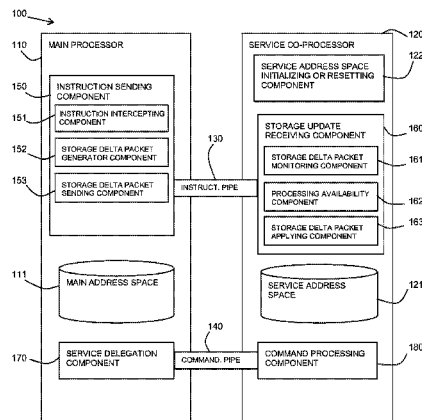 100
110
MAIN PROCESSOR
150
INSTRUCTION SENDING
COMPONENT
151
INSTRUCTION INTERCEPTING
COMPONENT
152
STORAGE DELTA PACKET
GENERATOR COMPONENT
153
STORAGE DELTA PACKET
SENDING COMPONENT
111
MAIN ADDRESS SPACE
170
SERVICE DELEGATION
COMPONENT
130
INSTRUCT. PIPE
140
COMMAND. PIPE
120
SERVICE CO-PROCESSOR
122
SERVICE ADDRESS SPACE
INITIALIZING OR RESETTING
COMPONENT
160
STORAGE UPDATE
RECEIVING COMPONENT
161
STORAGE DELTA PACKET
MONITORING COMPONENT
162
PROCESSING AVAILABILITY
COMPONENT
163
STORAGE DELTA PACKET
APPLYING COMPONENT
121
SERVICE ADDRESS
SPACE
180
COMMAND PROCESSING
COMPONENT